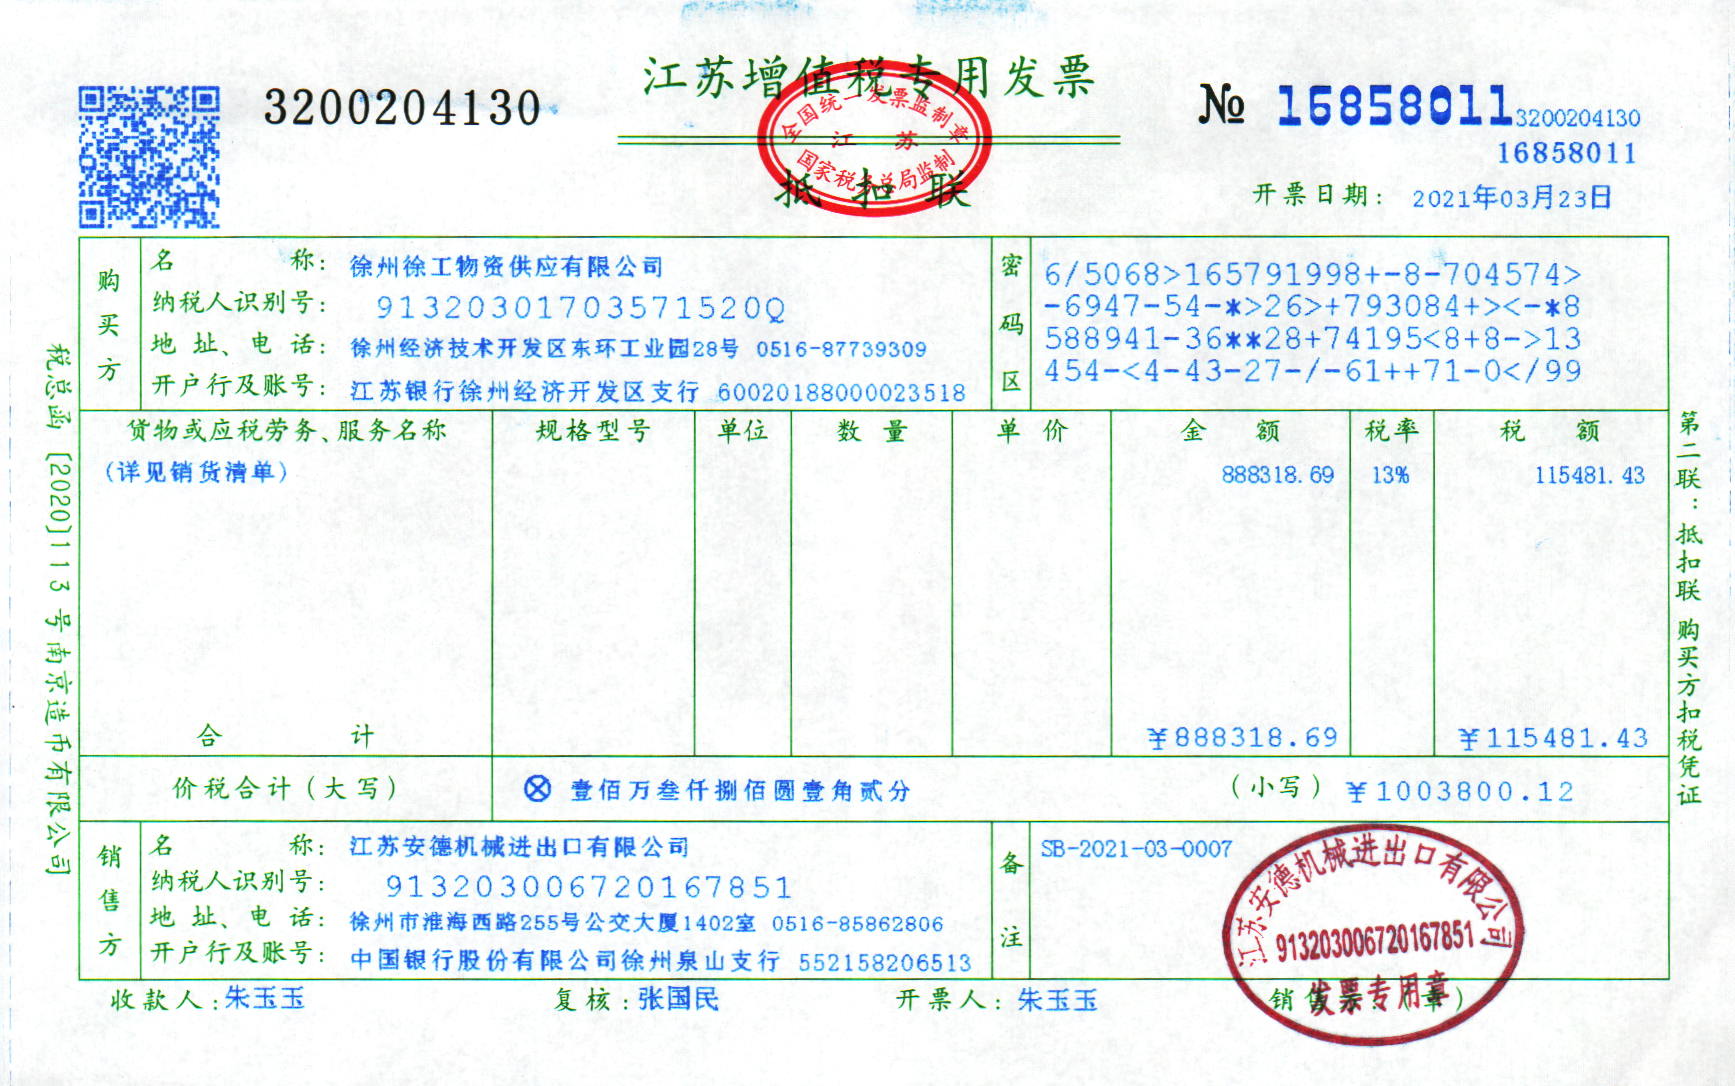 江苏增值税专用发票
3200204130
№ 16858011
3200204130
16858011
全国统一发票监制章
江 苏
国家税务总局监制
抵扣联
开票日期: 2021年03月23日
购买方
名 称: 徐州徐工物资供应有限公司
纳税人识别号: 91320301703571520Q
地 址、电 话: 徐州经济技术开发区东环工业园28号 0516-87739309
开户行及账号: 江苏银行徐州经济开发区支行 60020188000023518
密码区
6/5068>165791998+-8-704574>
-6947-54-*>26>+793084+><-*8
588941-36**28+74195<8+8->13
454-<4-43-27-/-61++71-0</99
货物或应税劳务、服务名称 规格型号 单位 数 量 单 价 金 额 税率 税 额
(详见销货清单) 888318.69 13% 115481.43
合 计 ¥888318.69 ¥115481.43
价税合计(大写) ⊗ 壹佰万叁仟捌佰圆壹角贰分 (小写) ¥1003800.12
销售方
名 称: 江苏安德机械进出口有限公司
纳税人识别号: 913203006720167851
地 址、电 话: 徐州市淮海西路255号公交大厦1402室 0516-85862806
开户行及账号: 中国银行股份有限公司徐州泉山支行 552158206513
备注
SB-2021-03-0007
江苏安德机械进出口有限公司
913203006720167851
发票专用章
收款人:朱玉玉 复核:张国民 开票人: 朱玉玉 销售方:(章)
税总函[2020]113号南京造币有限公司
第二联:抵扣联 购买方扣税凭证